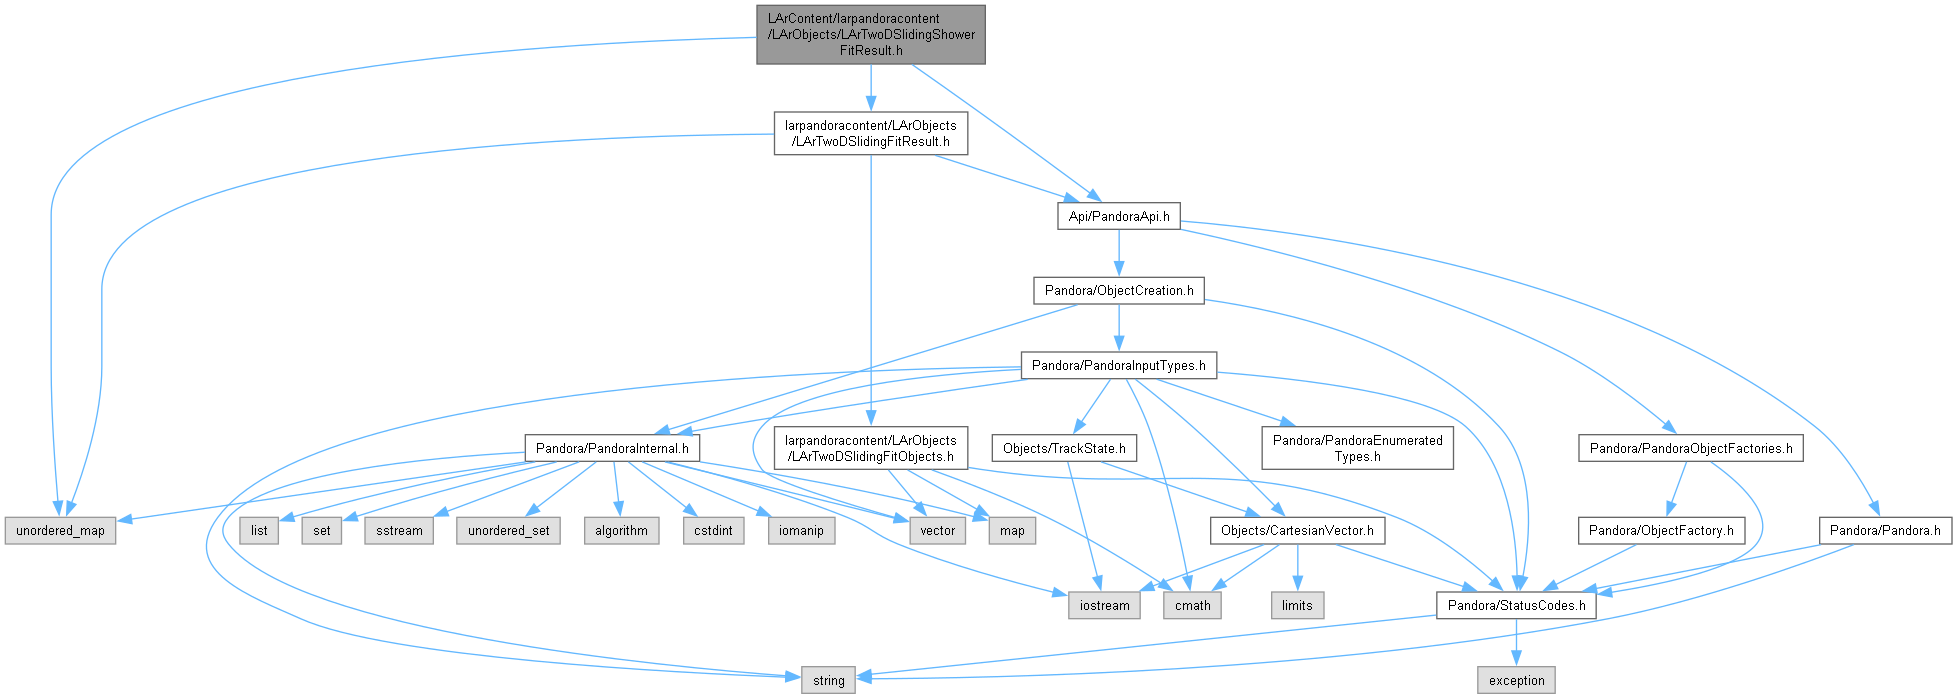 LArContent/larpandoracontent
/LArObjects/LArTwoDSlidingShower
FitResult.h
larpandoracontent/LArObjects
/LArTwoDSlidingFitResult.h
Api/PandoraApi.h
Pandora/ObjectCreation.h
Pandora/PandoraInputTypes.h
Pandora/PandoraInternal.h
larpandoracontent/LArObjects
/LArTwoDSlidingFitObjects.h
Objects/TrackState.h
Pandora/PandoraEnumerated
Types.h
Pandora/PandoraObjectFactories.h
unordered_map
list
set
sstream
unordered_set
algorithm
cstdint
iomanip
vector
map
Objects/CartesianVector.h
Pandora/ObjectFactory.h
Pandora/Pandora.h
iostream
cmath
limits
Pandora/StatusCodes.h
string
exception